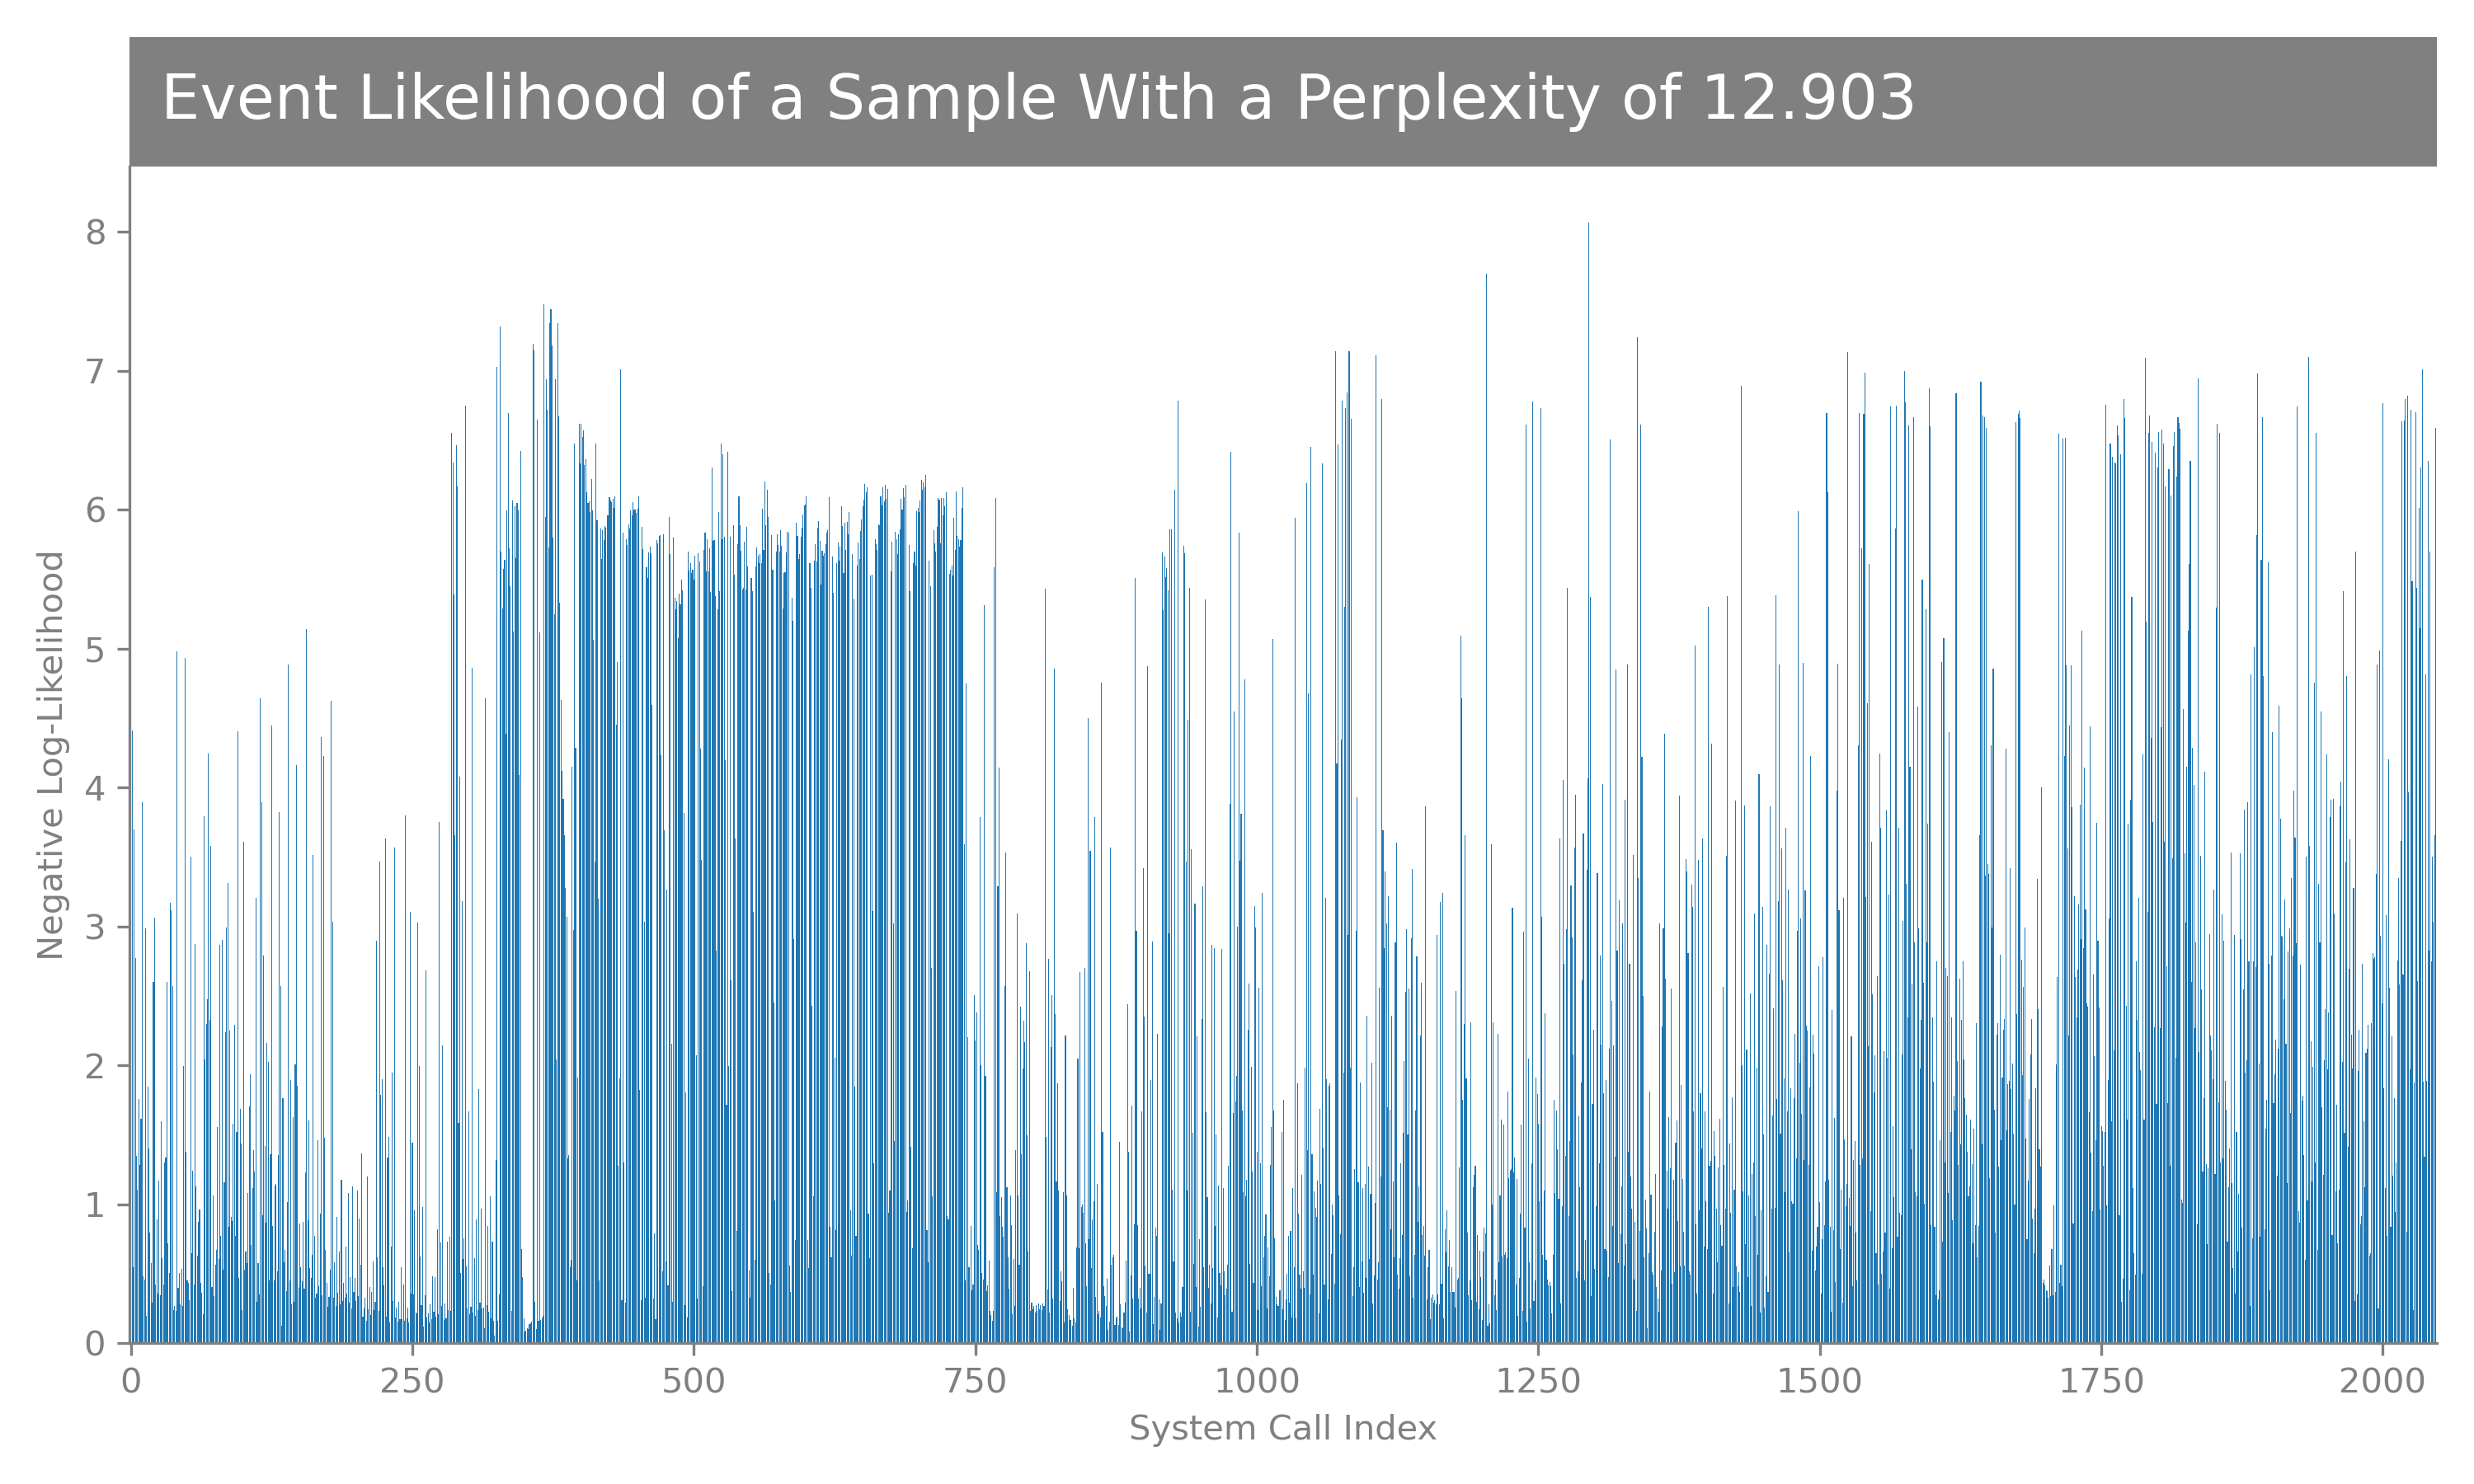 Event Likelihood of a Sample With a Perplexity of 12.903
8
7
6
5
4
3
2
1
0
Negative Log-Likelihood
0 250 500 750 1000 1250 1500 1750 2000
System Call Index